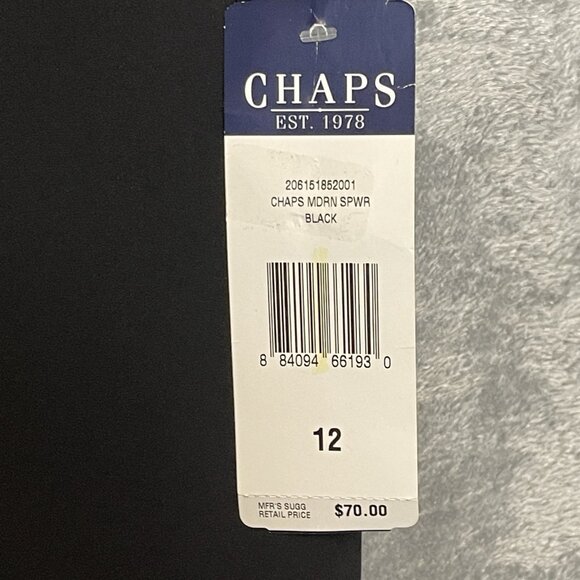 CHAPS
EST. 1978
206151852001
CHAPS MDRN SPWR
BLACK
8 84094 66193 0
12
MFR'S SUGG
RETAIL PRICE $70.00